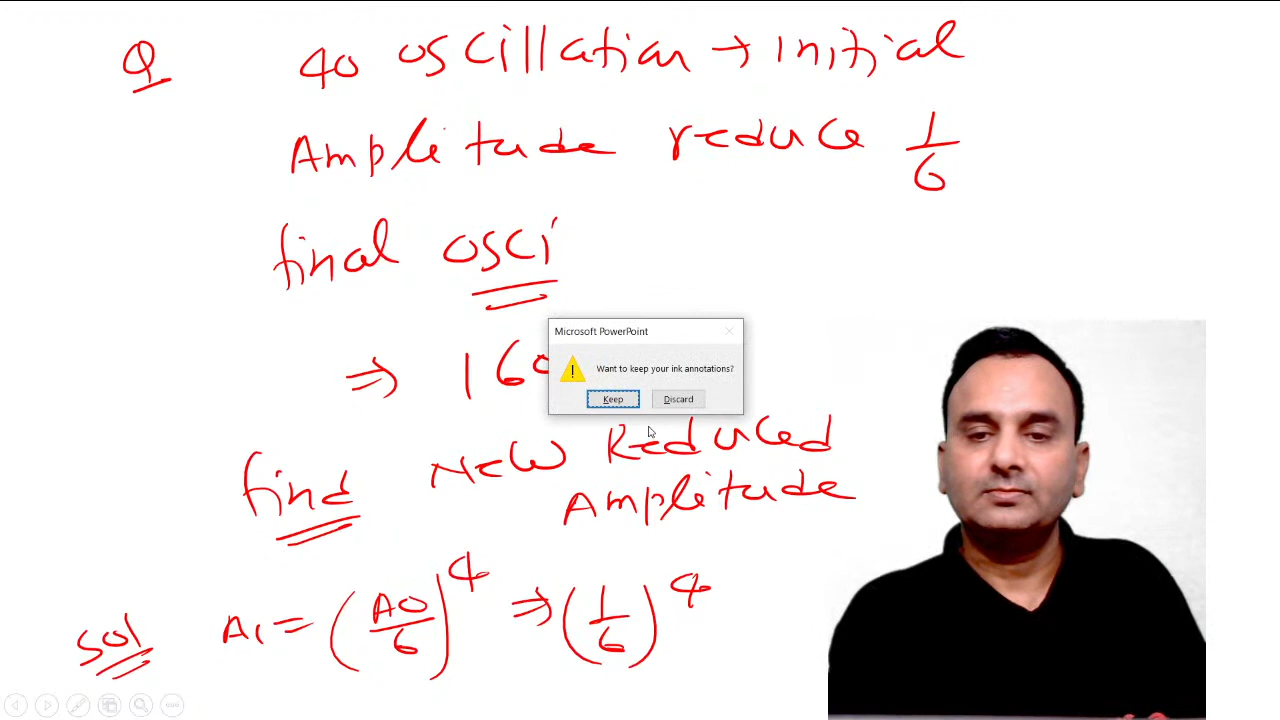 Q 40 oscillation → initial
Amplitude reduce 1/6
final osci
⇒ 160
Microsoft PowerPoint
Want to keep your ink annotations?
Keep Discard
find New Reduced
Amplitude
sol A1 = (A0/6)^4 ⇒ (1/6)^4